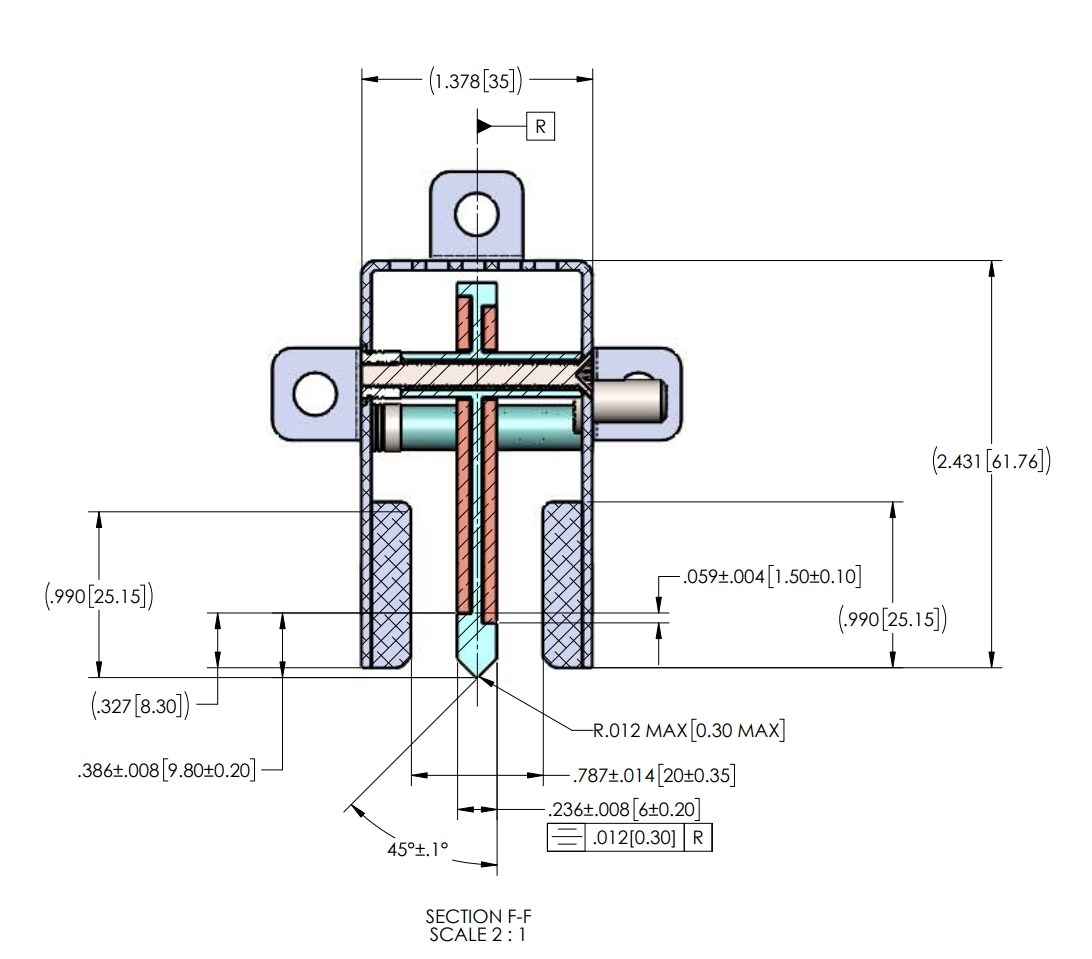 (1.378[35])
R
(2.431[61.76])
.059±.004[1.50±0.10]
(.990[25.15])
(.990[25.15])
(.327[8.30])
R.012 MAX[0.30 MAX]
.386±.008[9.80±0.20]
.787±.014[20±0.35]
.236±.008[6±0.20]
.012[0.30] R
45°±.1°
SECTION F-F
SCALE 2 : 1